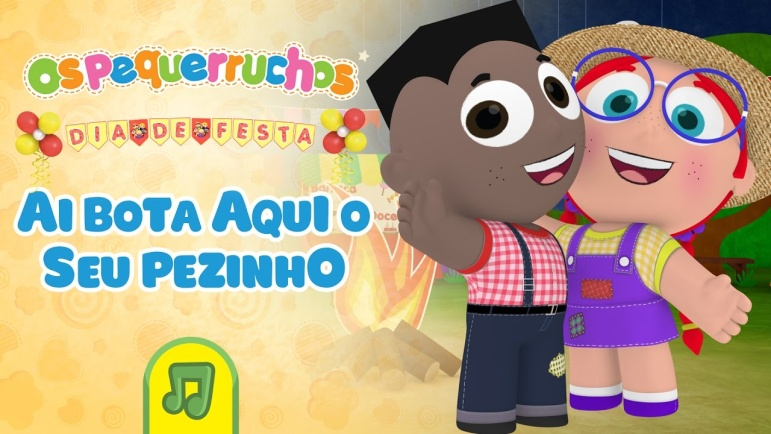 OsPequerruchos
DIA DE FESTA
AI BOTA AQUI O
SEU PEZINHO